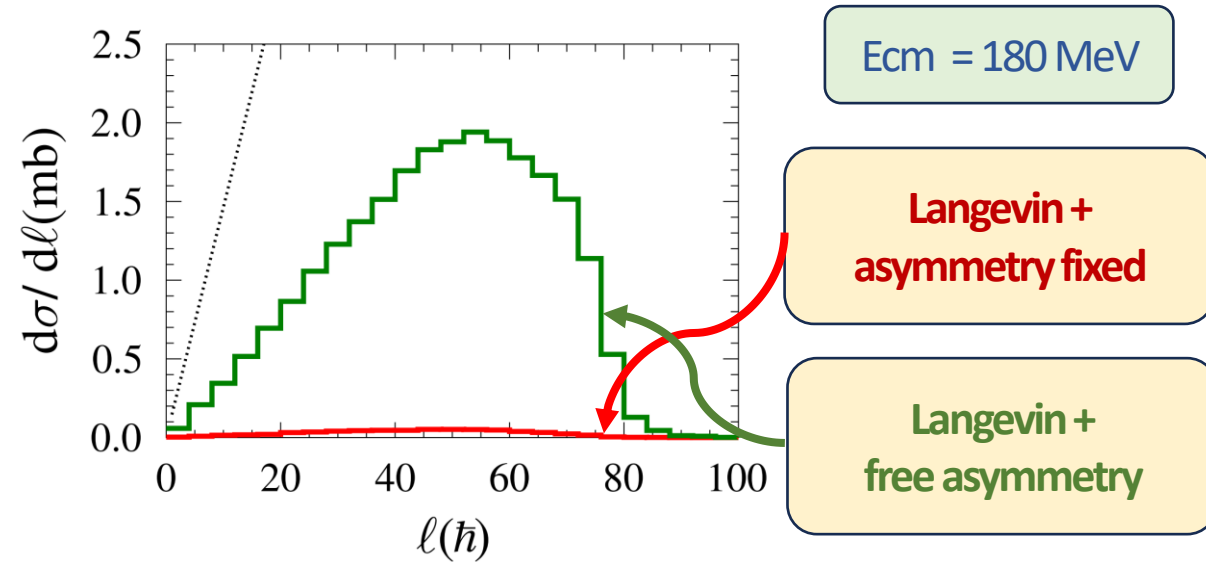 2.5
2.0
1.5
1.0
0.5
0.0
dσ/ dℓ(mb)
0 20 40 60 80 100
ℓ(ħ)
Ecm = 180 MeV
Langevin +
asymmetry fixed
Langevin +
free asymmetry